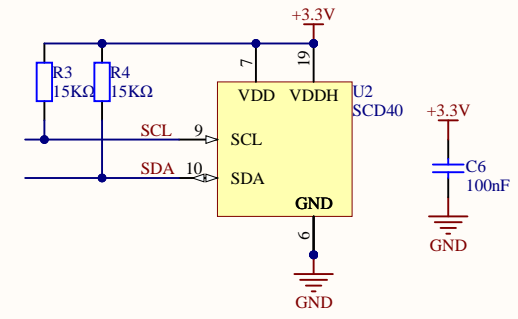 +3.3V
R3
15KΩ
R4
15KΩ
7
19
U2
SCD40
VDD
VDDH
SCL
9
SCL
SDA
10
SDA
GND
6
GND
+3.3V
C6
100nF
GND